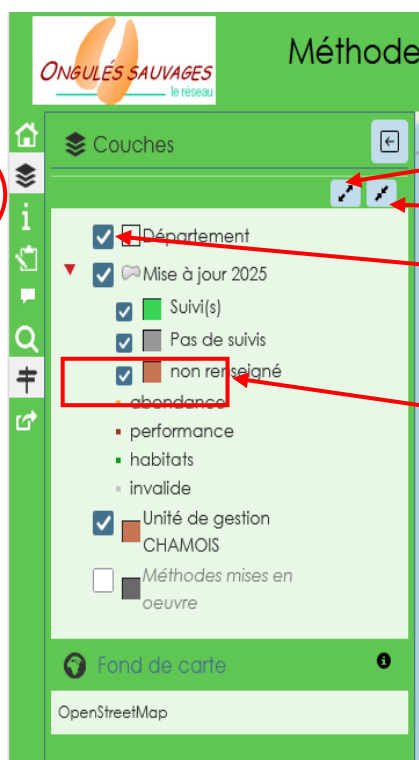 Méthode
ONGULÉS SAUVAGES
le réseau
Couches
Département
Mise à jour 2025
Suivi(s)
Pas de suivis
non renseigné
abondance
performance
habitats
invalide
Unité de gestion
CHAMOIS
Méthodes mises en
oeuvre
Fond de carte
OpenStreetMap